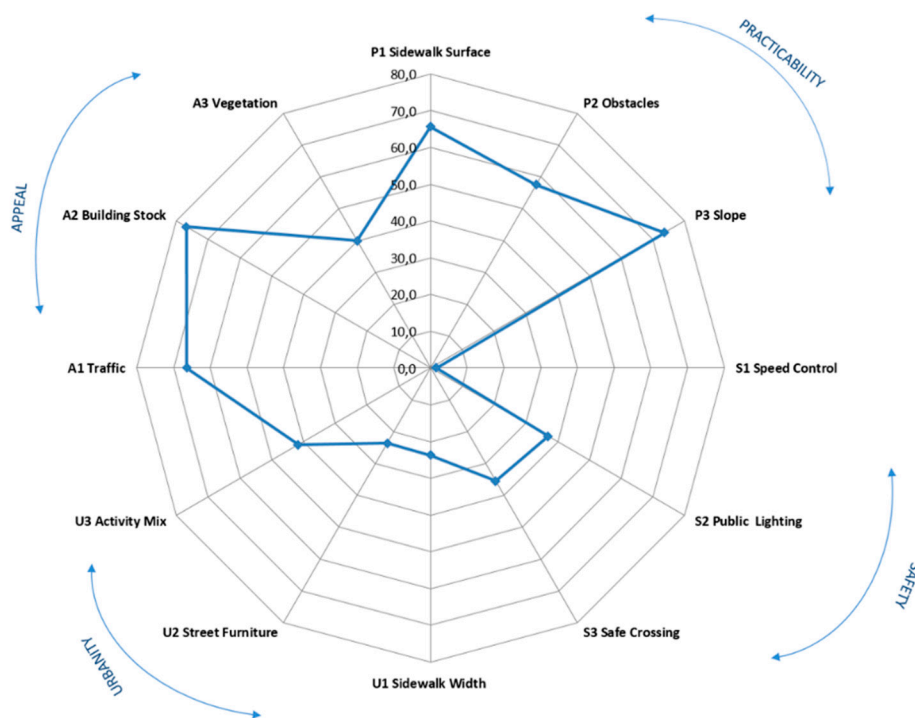 P1 Sidewalk Surface
80,0
70,0
60,0
50,0
40,0
30,0
20,0
10,0
0,0
P2 Obstacles
P3 Slope
S1 Speed Control
S2 Public Lighting
S3 Safe Crossing
U1 Sidewalk Width
U2 Street Furniture
U3 Activity Mix
A1 Traffic
A2 Building Stock
A3 Vegetation
PRACTICABILITY
SAFETY
URBANITY
APPEAL